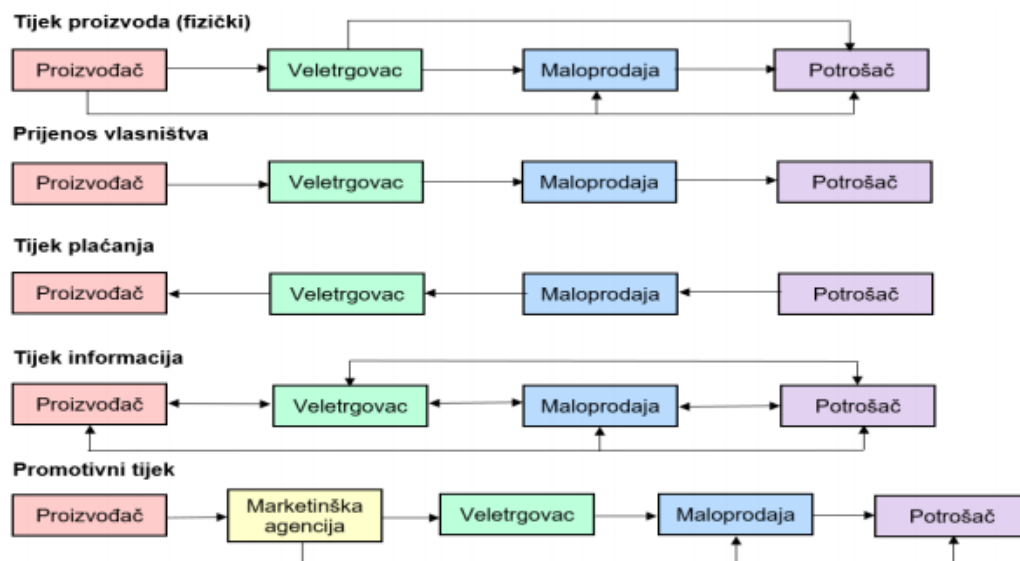 Tijek proizvoda (fizički)
Proizvođač
Veletrgovac
Maloprodaja
Potrošač
Prijenos vlasništva
Proizvođač
Veletrgovac
Maloprodaja
Potrošač
Tijek plaćanja
Proizvođač
Veletrgovac
Maloprodaja
Potrošač
Tijek informacija
Proizvođač
Veletrgovac
Maloprodaja
Potrošač
Promotivni tijek
Proizvođač
Marketinška
agencija
Veletrgovac
Maloprodaja
Potrošač